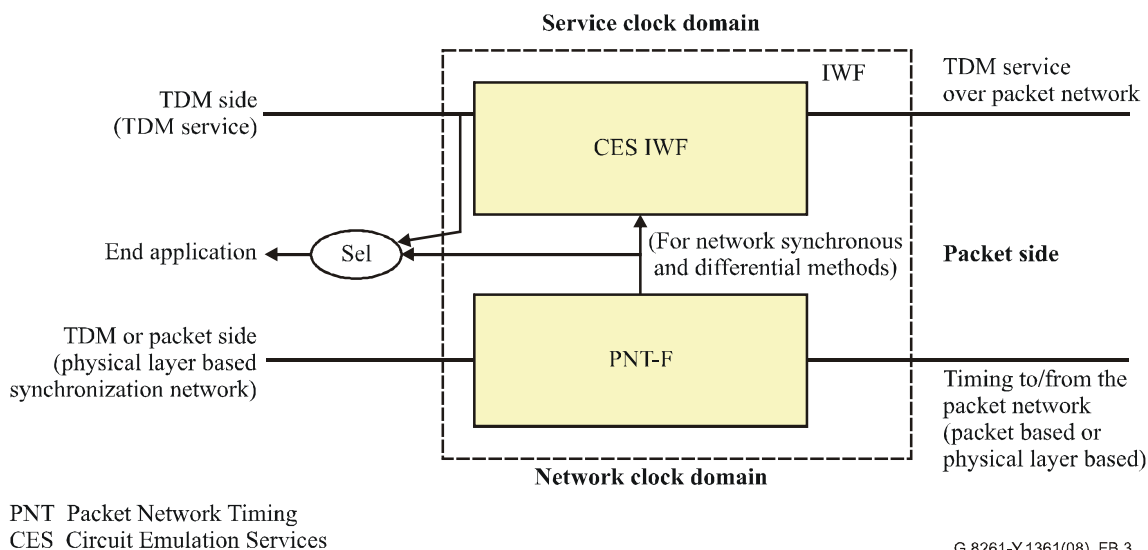 Service clock domain
IWF
TDM side
(TDM service)
CES IWF
TDM service
over packet network
End application
Sel
(For network synchronous
and differential methods)
Packet side
TDM or packet side
(physical layer based
synchronization network)
PNT-F
Timing to/from the
packet network
(packet based or
physical layer based)
Network clock domain
PNT Packet Network Timing
CES Circuit Emulation Services
G.8261-Y.1361(08)_FB.3